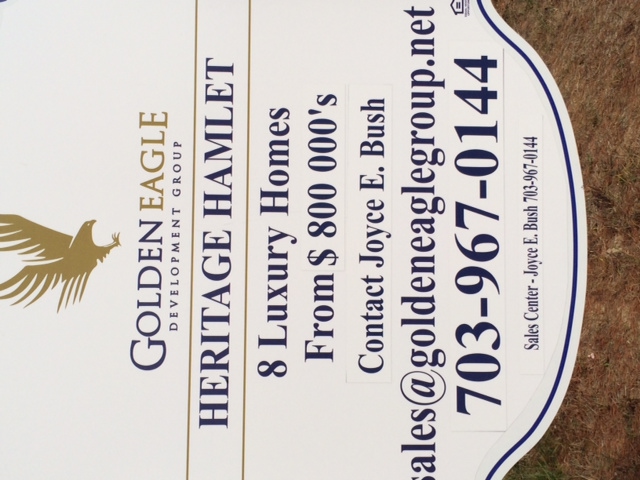 GOLDEN EAGLE
DEVELOPMENT GROUP
HERITAGE HAMLET
8 Luxury Homes
From $ 800 000's
Contact Joyce E. Bush
sales@goldeneaglegroup.net
703-967-0144
Sales Center - Joyce E. Bush 703-967-0144